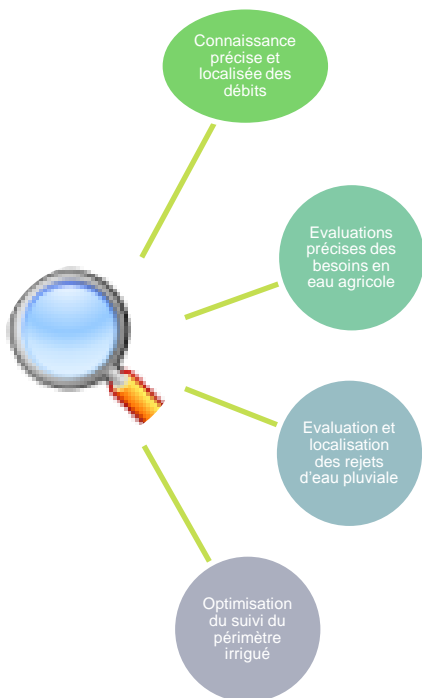 Connaissance
précise et
localisée des
débits
Evaluations
précises des
besoins en
eau agricole
Evaluation et
localisation
des rejets
d'eau pluviale
Optimisation
du suivi du
périmètre
irrigué